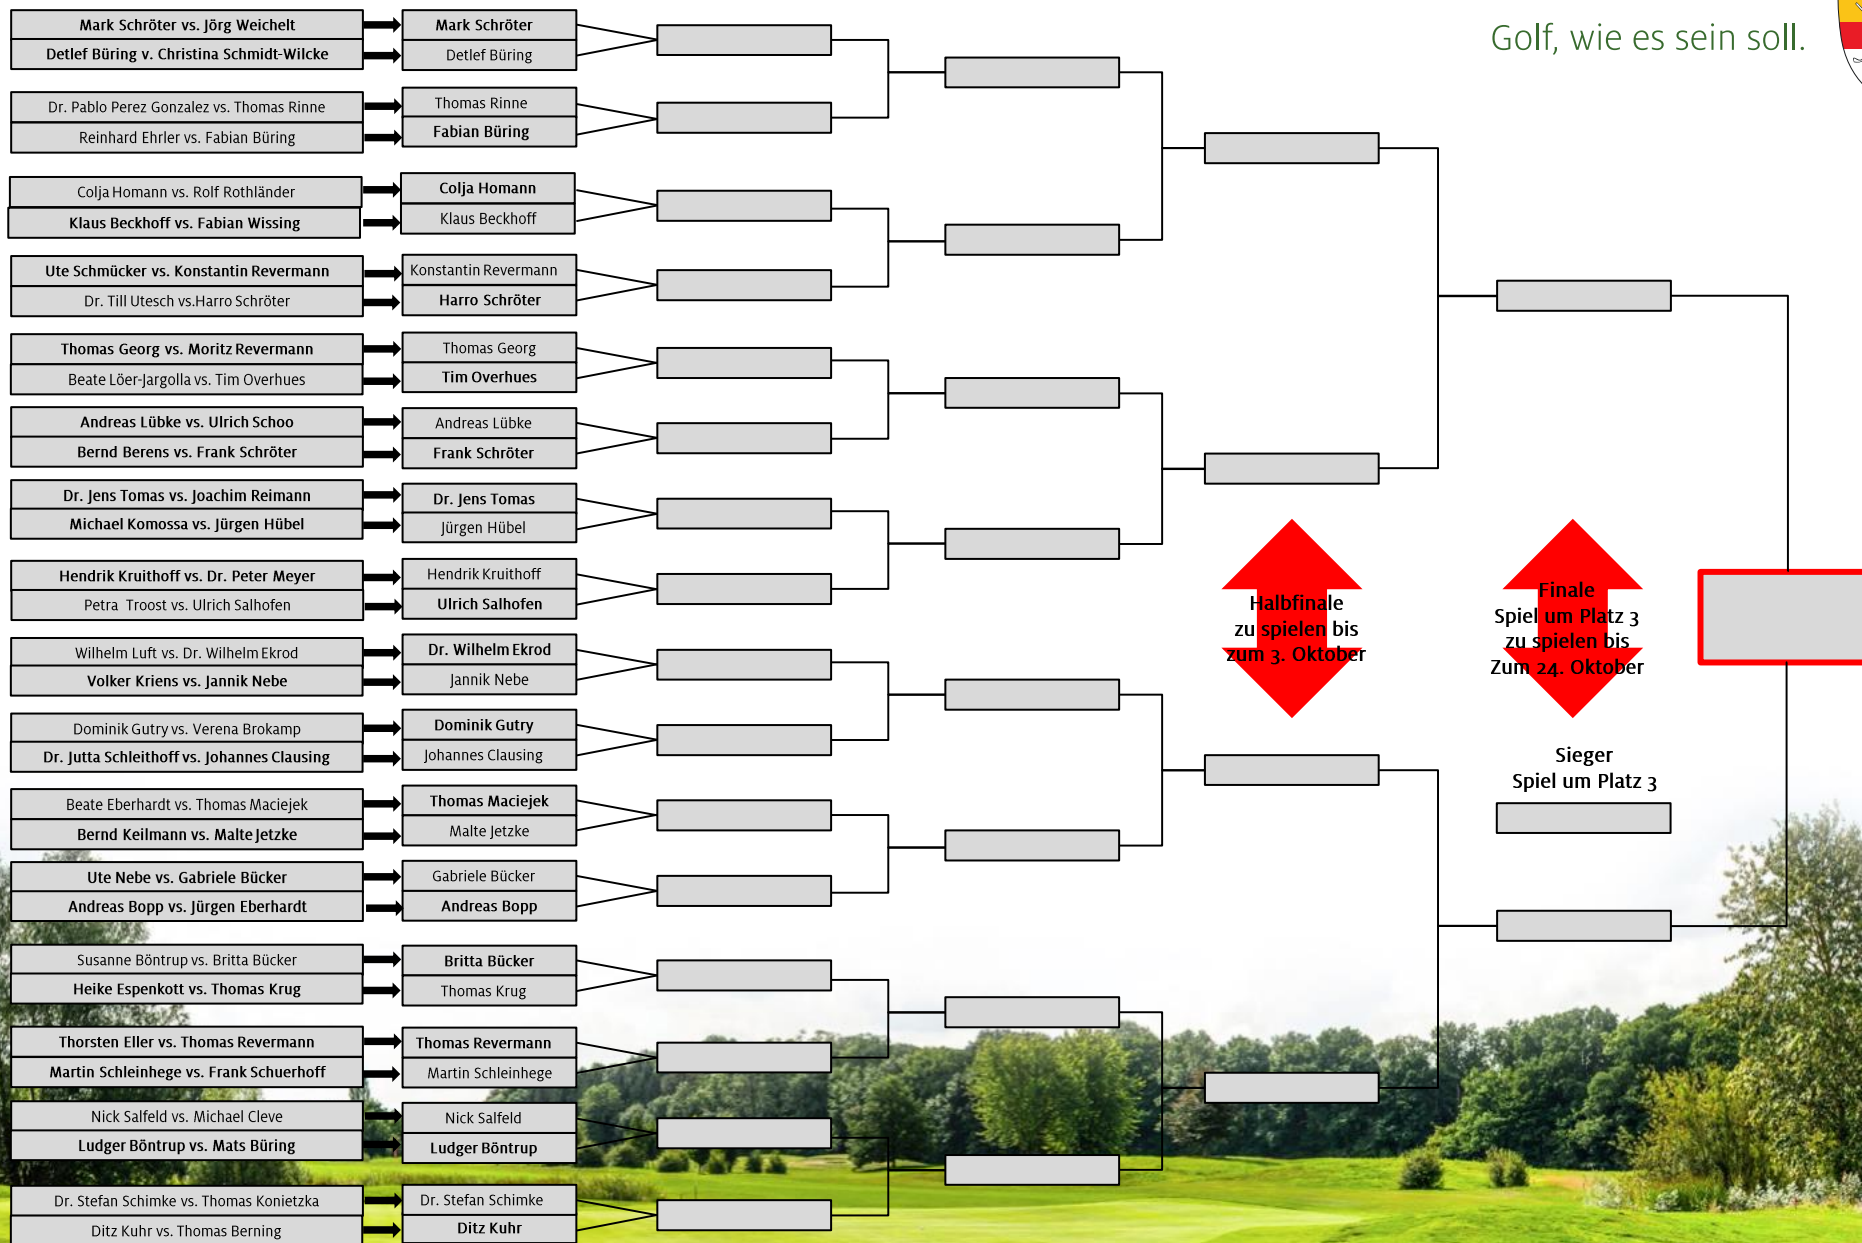 Golf, wie es sein soll.
Mark Schröter vs. Jörg Weichelt
Mark Schröter
Detlef Büring v. Christina Schmidt-Wilcke
Detlef Büring
Dr. Pablo Perez Gonzalez vs. Thomas Rinne
Thomas Rinne
Reinhard Ehrler vs. Fabian Büring
Fabian Büring
Colja Homann vs. Rolf Rothländer
Colja Homann
Klaus Beckhoff vs. Fabian Wissing
Klaus Beckhoff
Ute Schmücker vs. Konstantin Revermann
Konstantin Revermann
Dr. Till Utesch vs.Harro Schröter
Harro Schröter
Thomas Georg vs. Moritz Revermann
Thomas Georg
Beate Löer-Jargolla vs. Tim Overhues
Tim Overhues
Andreas Lübke vs. Ulrich Schoo
Andreas Lübke
Bernd Berens vs. Frank Schröter
Frank Schröter
Dr. Jens Tomas vs. Joachim Reimann
Dr. Jens Tomas
Michael Komossa vs. Jürgen Hübel
Jürgen Hübel
Hendrik Kruithoff vs. Dr. Peter Meyer
Hendrik Kruithoff
Petra Troost vs. Ulrich Salhofen
Ulrich Salhofen
Wilhelm Luft vs. Dr. Wilhelm Ekrod
Dr. Wilhelm Ekrod
Volker Kriens vs. Jannik Nebe
Jannik Nebe
Dominik Gutry vs. Verena Brokamp
Dominik Gutry
Dr. Jutta Schleithoff vs. Johannes Clausing
Johannes Clausing
Beate Eberhardt vs. Thomas Maciejek
Thomas Maciejek
Bernd Keilmann vs. Malte Jetzke
Malte Jetzke
Ute Nebe vs. Gabriele Bücker
Gabriele Bücker
Andreas Bopp vs. Jürgen Eberhardt
Andreas Bopp
Susanne Böntrup vs. Britta Bücker
Britta Bücker
Heike Espenkott vs. Thomas Krug
Thomas Krug
Thorsten Eller vs. Thomas Revermann
Thomas Revermann
Martin Schleinhege vs. Frank Schuerhoff
Martin Schleinhege
Nick Salfeld vs. Michael Cleve
Nick Salfeld
Ludger Böntrup vs. Mats Büring
Ludger Böntrup
Dr. Stefan Schimke vs. Thomas Konietzka
Dr. Stefan Schimke
Ditz Kuhr vs. Thomas Berning
Ditz Kuhr
Halbfinale
zu spielen bis
zum 3. Oktober
Finale
Spiel um Platz 3
zu spielen bis
Zum 24. Oktober
Sieger
Spiel um Platz 3